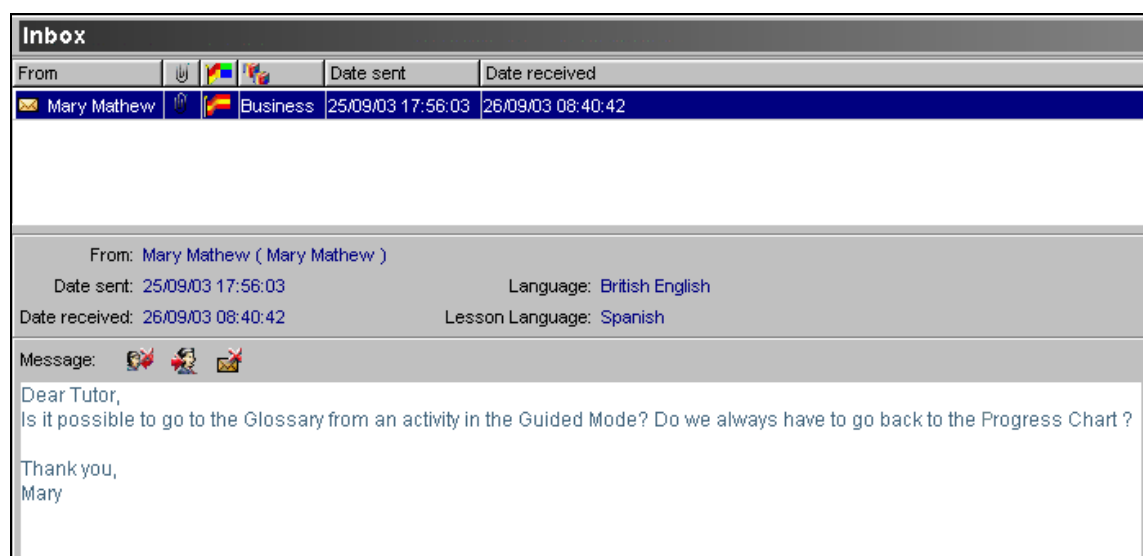 Inbox
From Date sent Date received
Mary Mathew Business 25/09/03 17:56:03 26/09/03 08:40:42
From: Mary Mathew ( Mary Mathew )
Date sent: 25/09/03 17:56:03 Language: British English
Date received: 26/09/03 08:40:42 Lesson Language: Spanish
Message:
Dear Tutor,
Is it possible to go to the Glossary from an activity in the Guided Mode? Do we always have to go back to the Progress Chart ?
Thank you,
Mary